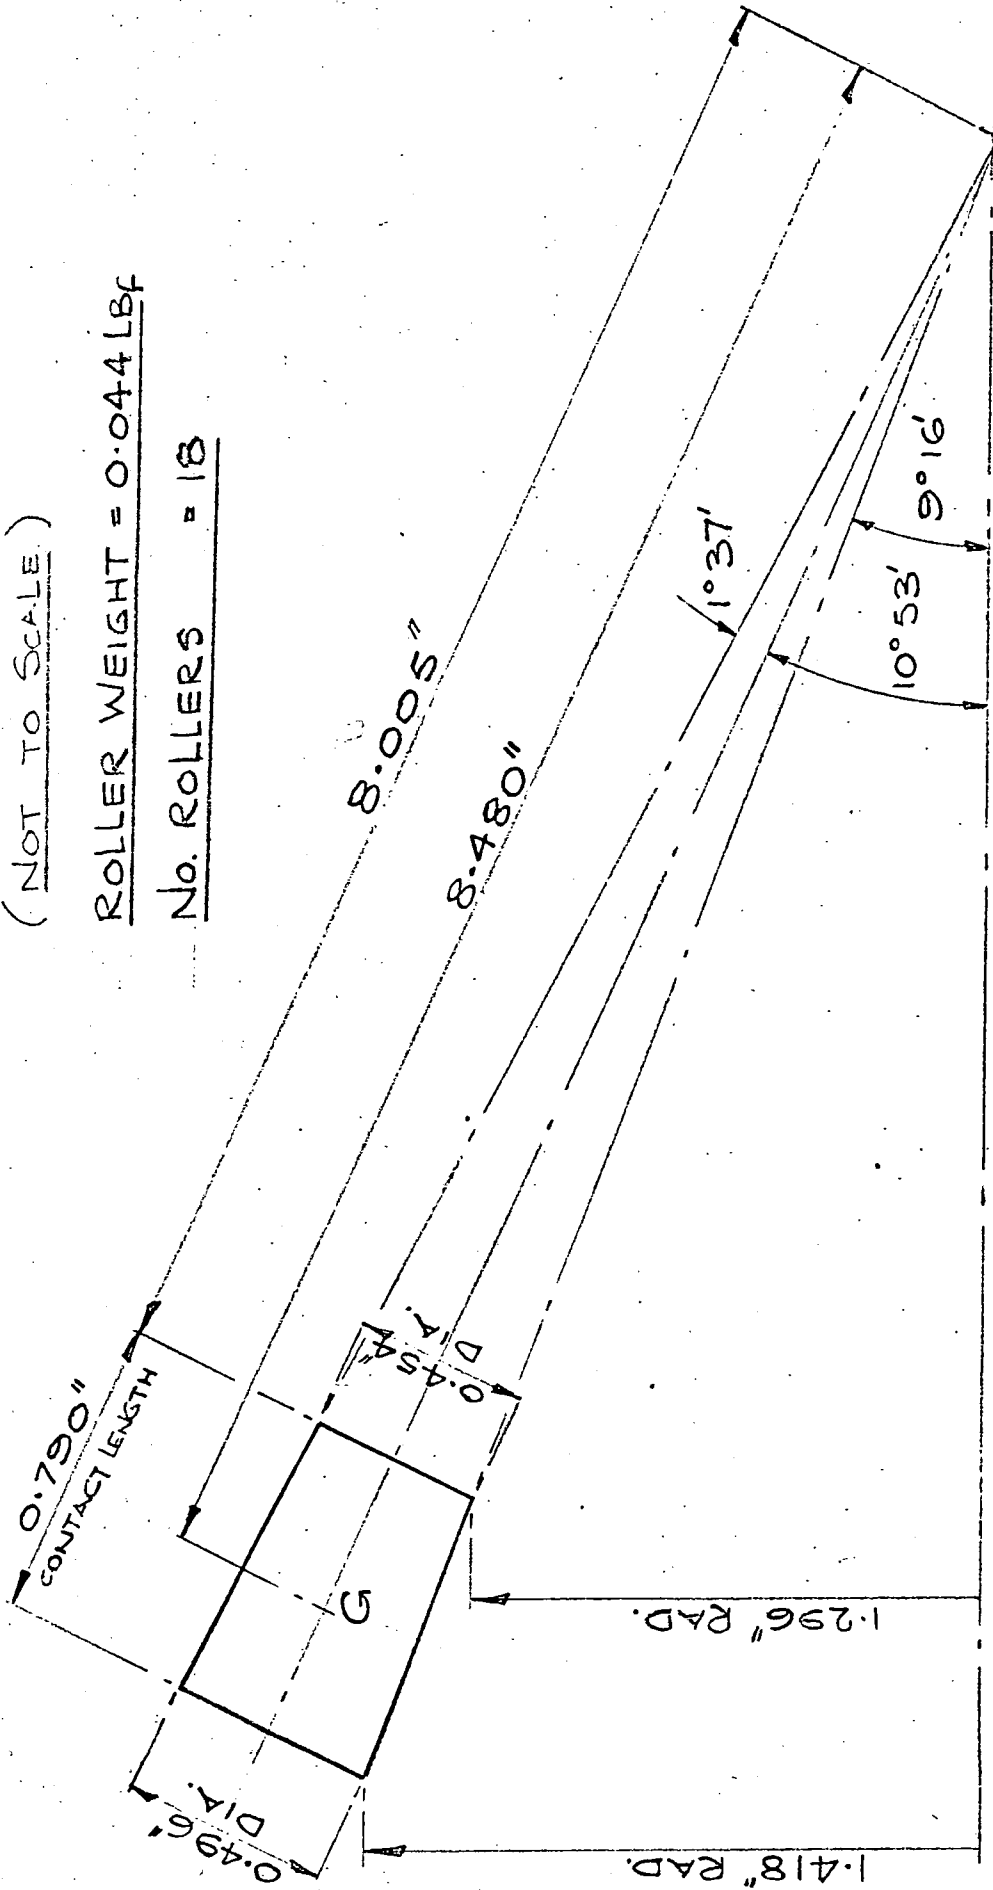 (NOT TO SCALE)
ROLLER WEIGHT = 0.044 LBf
No. ROLLERS = 18
8.005"
8.480"
0.790"
CONTACT LENGTH
1°37'
9°16'
10°53'
0.454"
DIA.
G
0.496"
DIA.
1.296" RAD.
1.418" RAD.